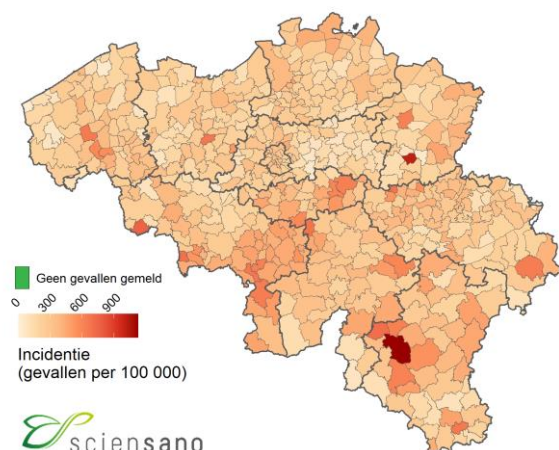 Geen gevallen gemeld
0 300 600 900
Incidentie
(gevallen per 100 000)
sciensano